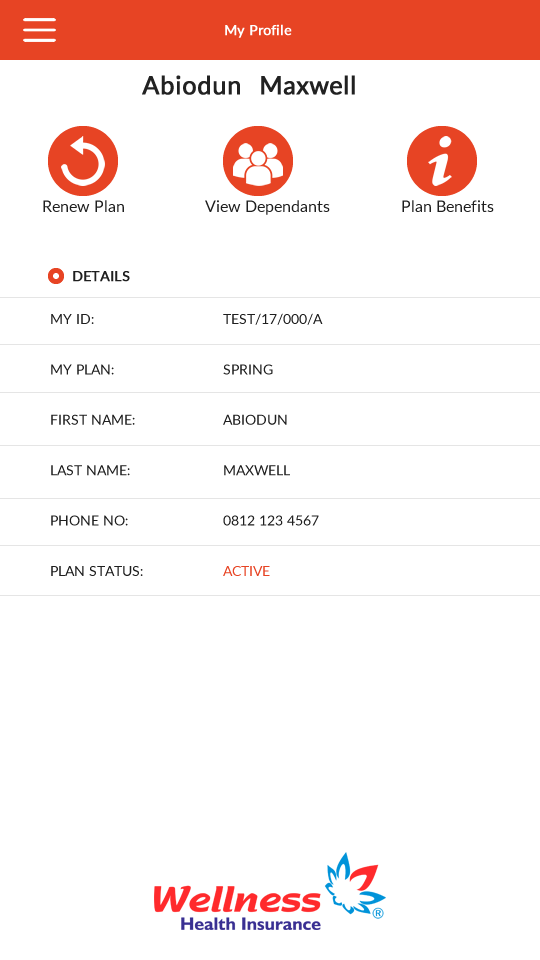 My Profile
Abiodun Maxwell
Renew Plan View Dependants Plan Benefits
DETAILS
MY ID: TEST/17/000/A
MY PLAN: SPRING
FIRST NAME: ABIODUN
LAST NAME: MAXWELL
PHONE NO: 0812 123 4567
PLAN STATUS: ACTIVE
Wellness ®
Health Insurance